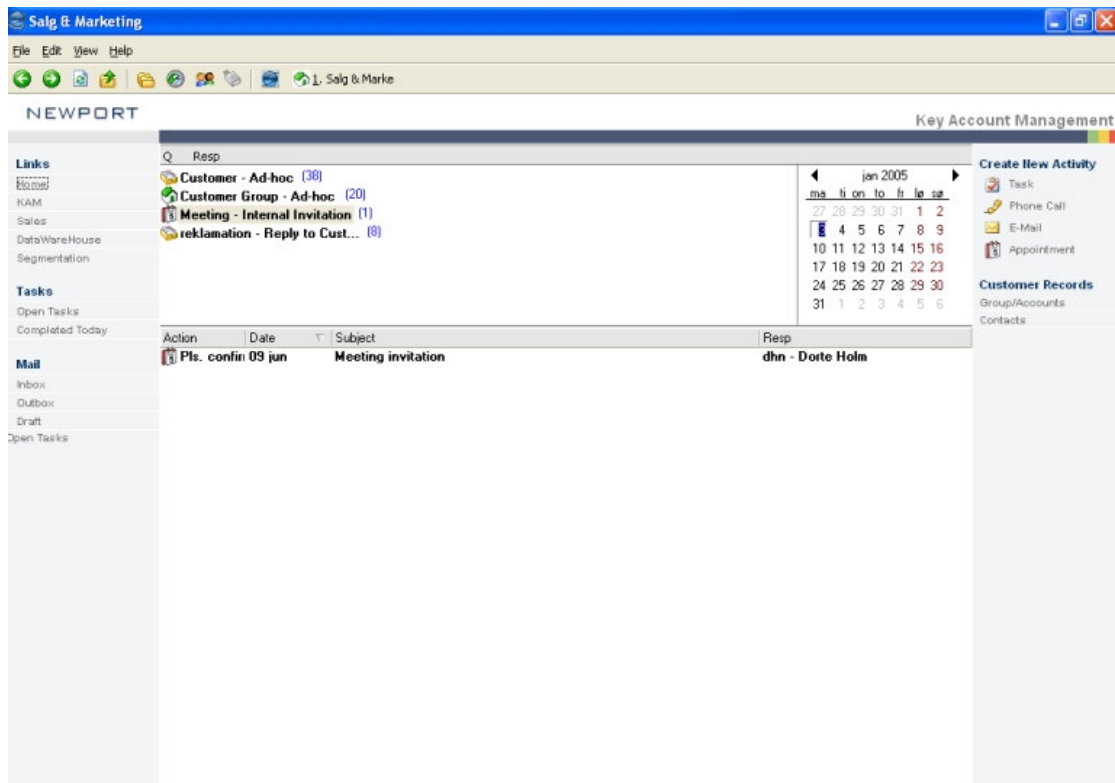 Salg & Marketing
File Edit View Help
1. Salg & Marke
NEWPORT
Key Account Management
Links
Home
KAM
Sales
DataWareHouse
Segmentation
Tasks
Open Tasks
Completed Today
Mail
Inbox
Outbox
Draft
Open Tasks
Q Resp
Customer - Ad-hoc (38)
Customer Group - Ad-hoc (20)
Meeting - Internal Invitation (1)
reklamation - Reply to Cust... (8)
jan 2005
ma ti on to fr lø sø
27 28 29 30 31 1 2
3 4 5 6 7 8 9
10 11 12 13 14 15 16
17 18 19 20 21 22 23
24 25 26 27 28 29 30
31 1 2 3 4 5 6
Action Date Subject Resp
Pls. confin 09 jun Meeting invitation dhn - Dorte Holm
Create New Activity
Task
Phone Call
E-Mail
Appointment
Customer Records
Group/Accounts
Contacts